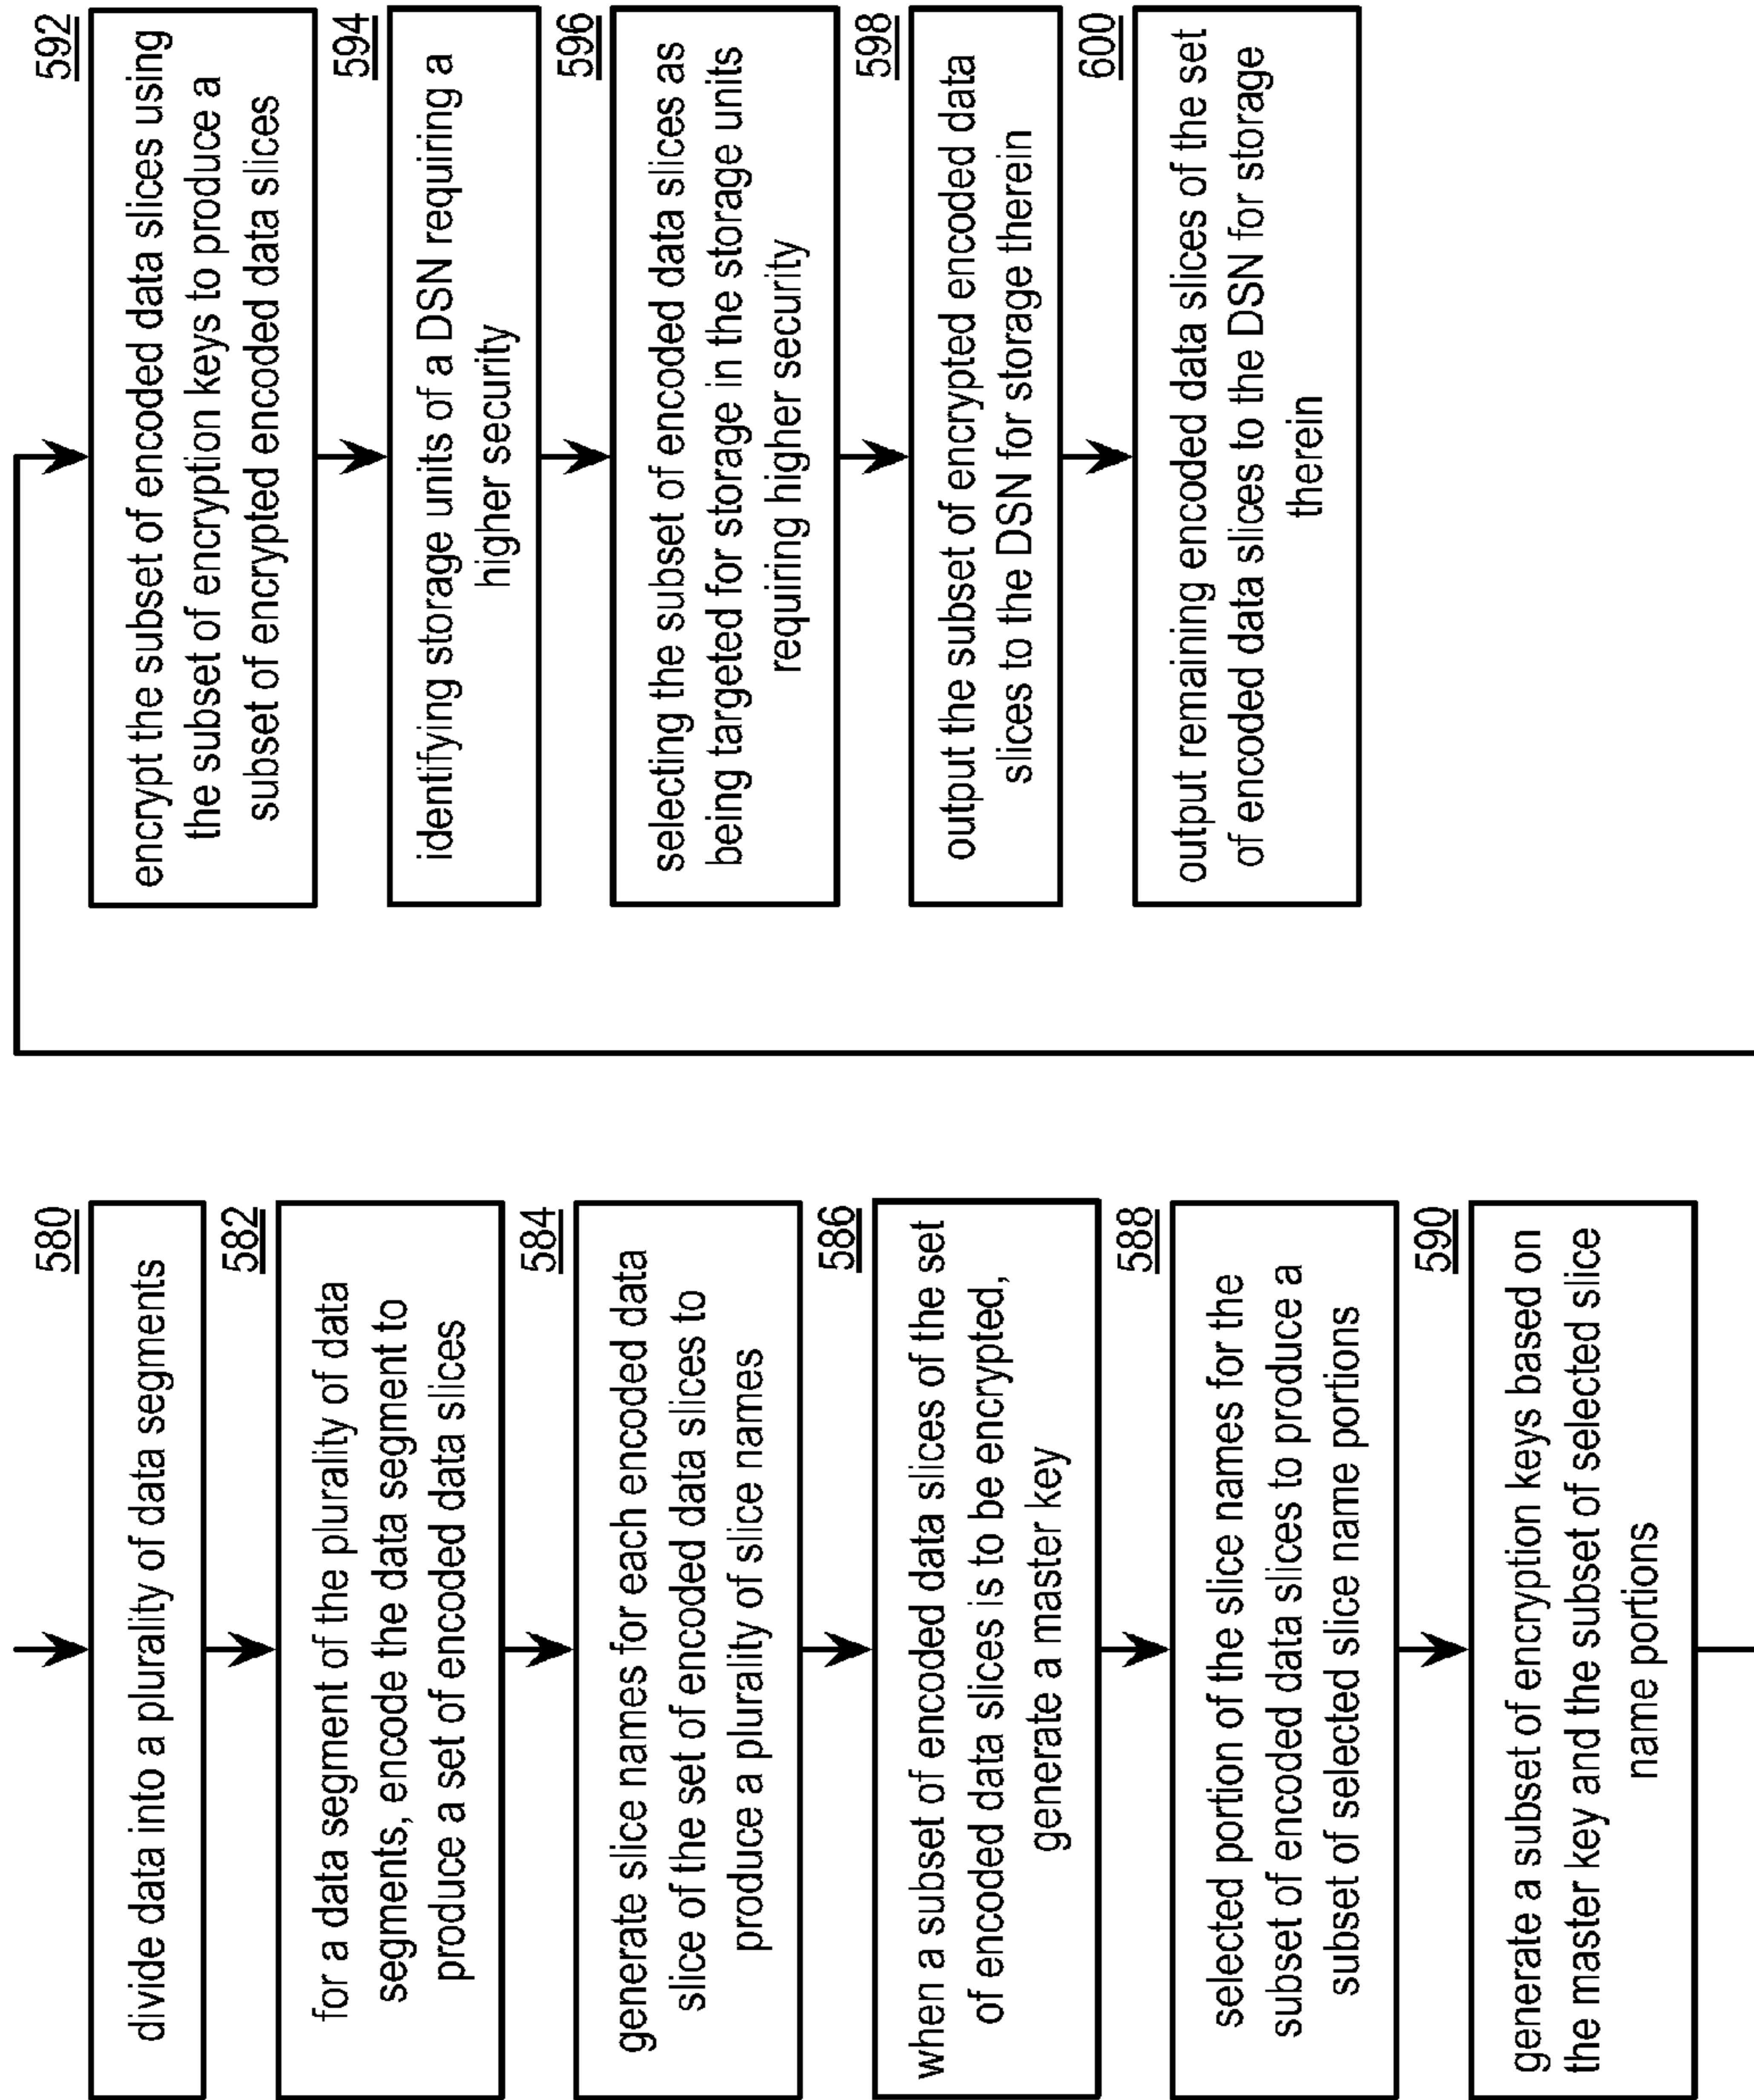 580
divide data into a plurality of data segments
582
for a data segment of the plurality of data
segments, encode the data segment to
produce a set of encoded data slices
584
generate slice names for each encoded data
slice of the set of encoded data slices to
produce a plurality of slice names
586
when a subset of encoded data slices of the set
of encoded data slices is to be encrypted,
generate a master key
588
selected portion of the slice names for the
subset of encoded data slices to produce a
subset of selected slice name portions
590
generate a subset of encryption keys based on
the master key and the subset of selected slice
name portions
592
encrypt the subset of encoded data slices using
the subset of encryption keys to produce a
subset of encrypted encoded data slices
594
identifying storage units of a DSN requiring a
higher security
596
selecting the subset of encoded data slices as
being targeted for storage in the storage units
requiring higher security
598
output the subset of encrypted encoded data
slices to the DSN for storage therein
600
output remaining encoded data slices of the set
of encoded data slices to the DSN for storage
therein